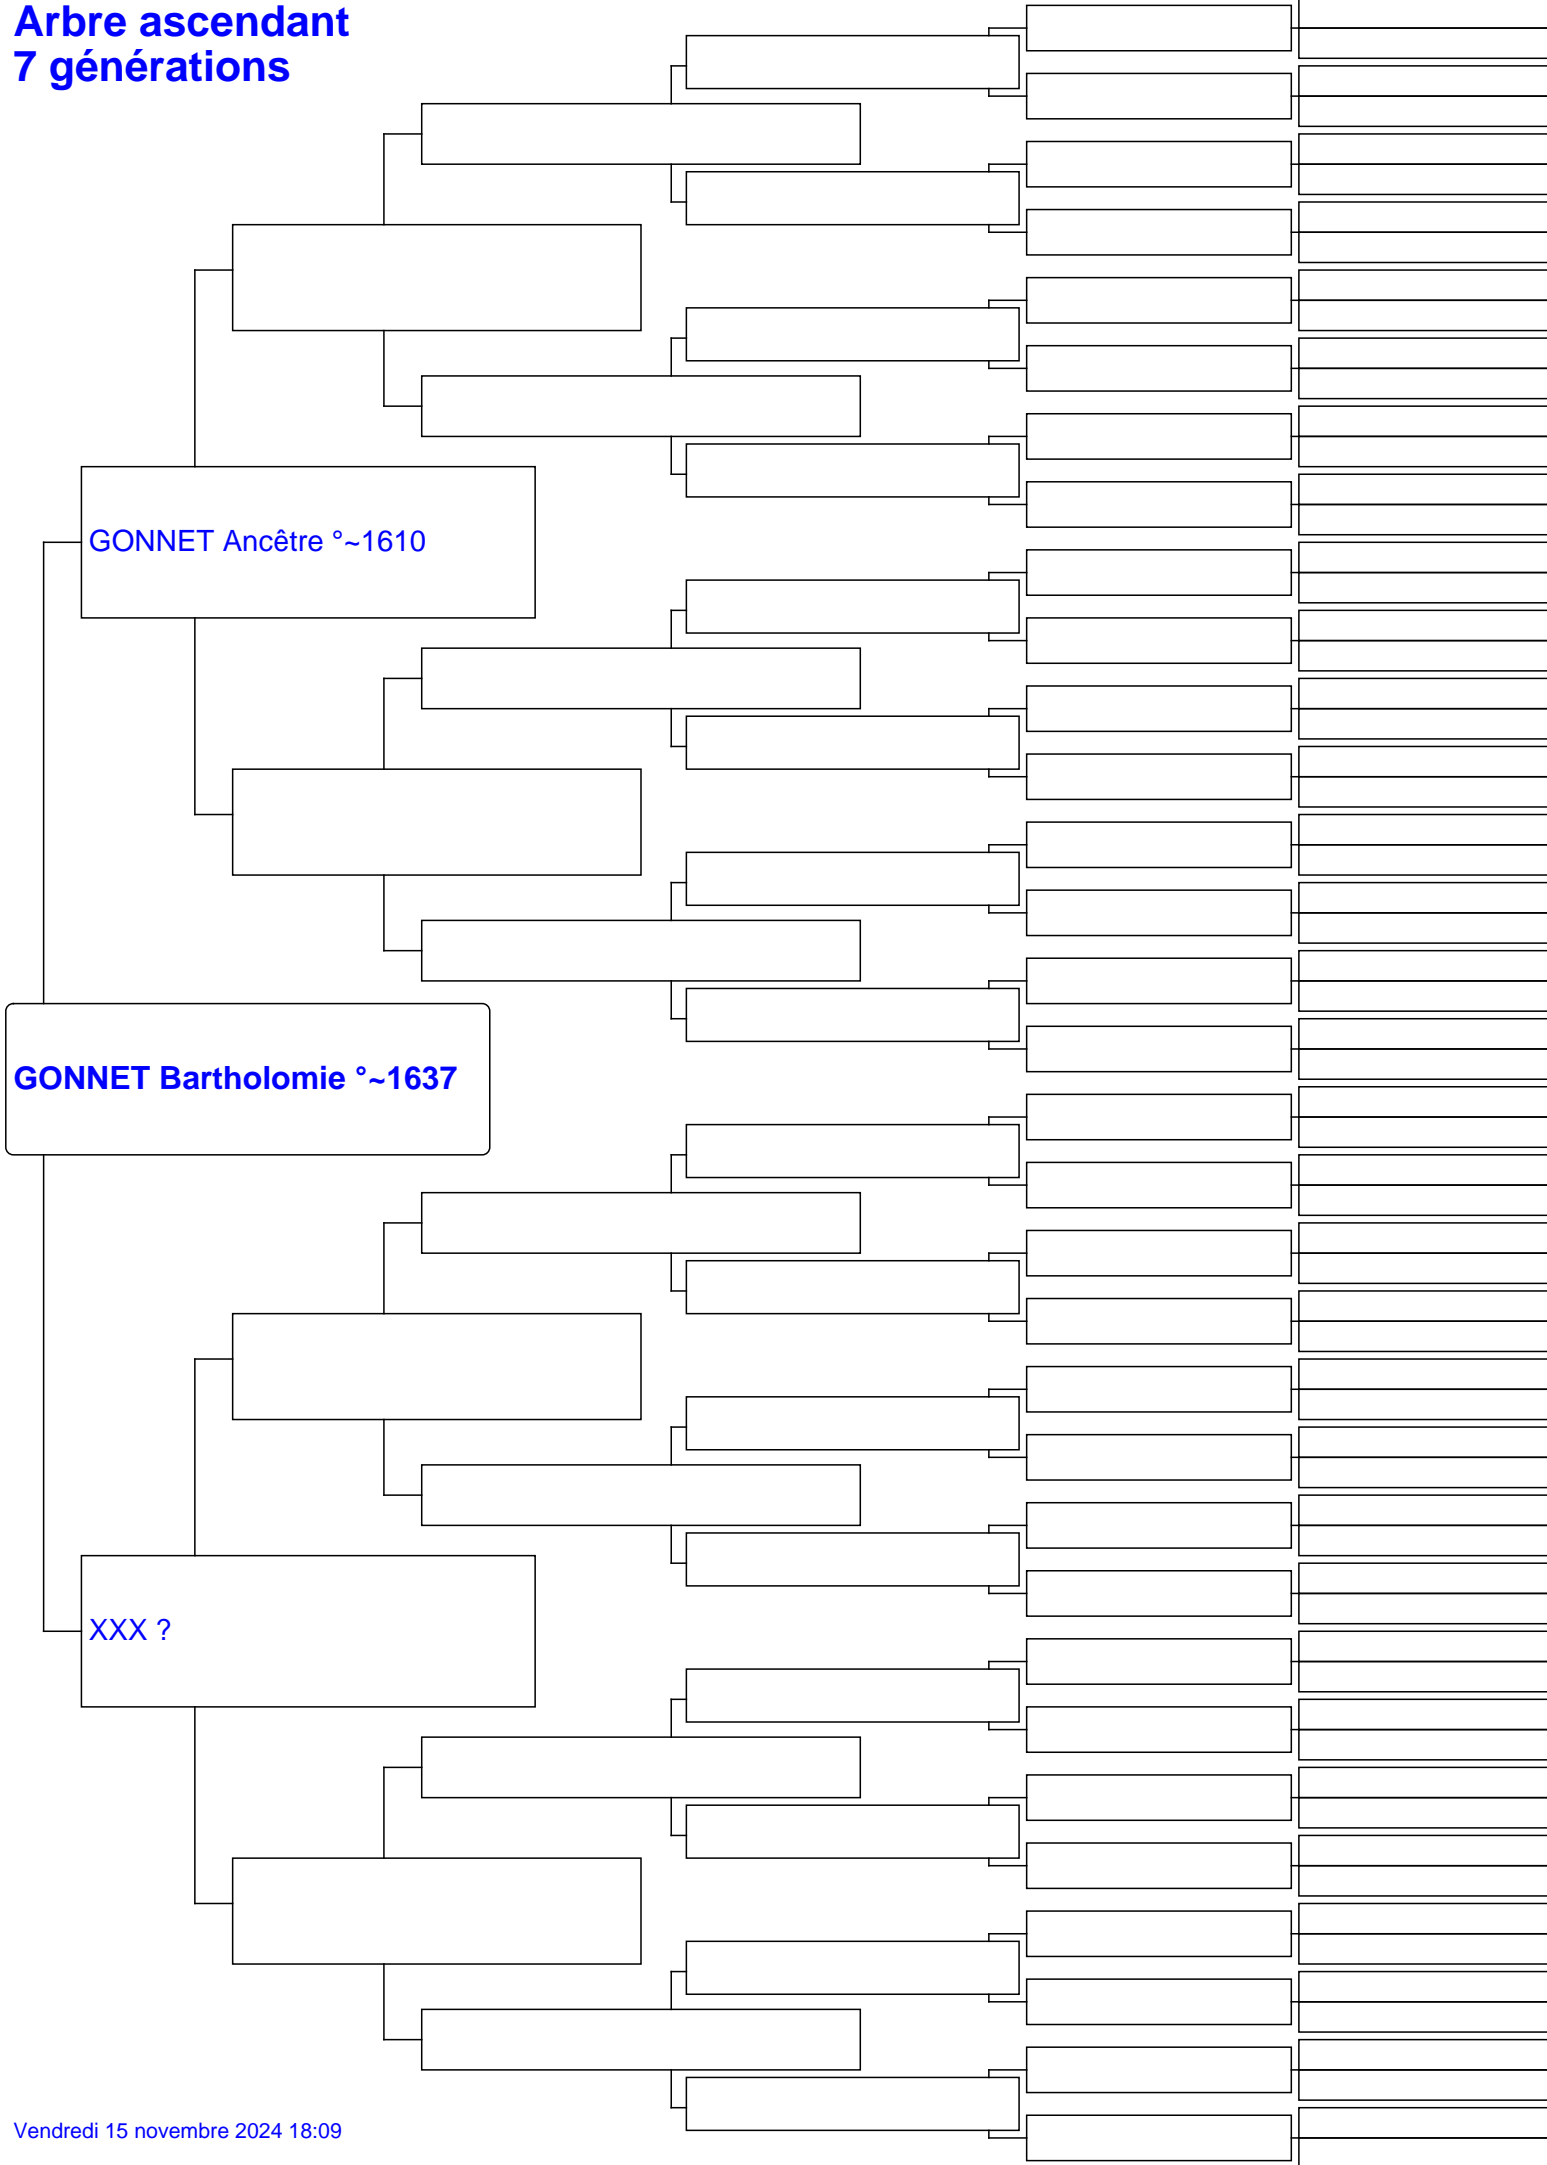 Arbre ascendant
7 générations
GONNET Ancêtre °~1610
GONNET Bartholomie °~1637
XXX ?
Vendredi 15 novembre 2024 18:09